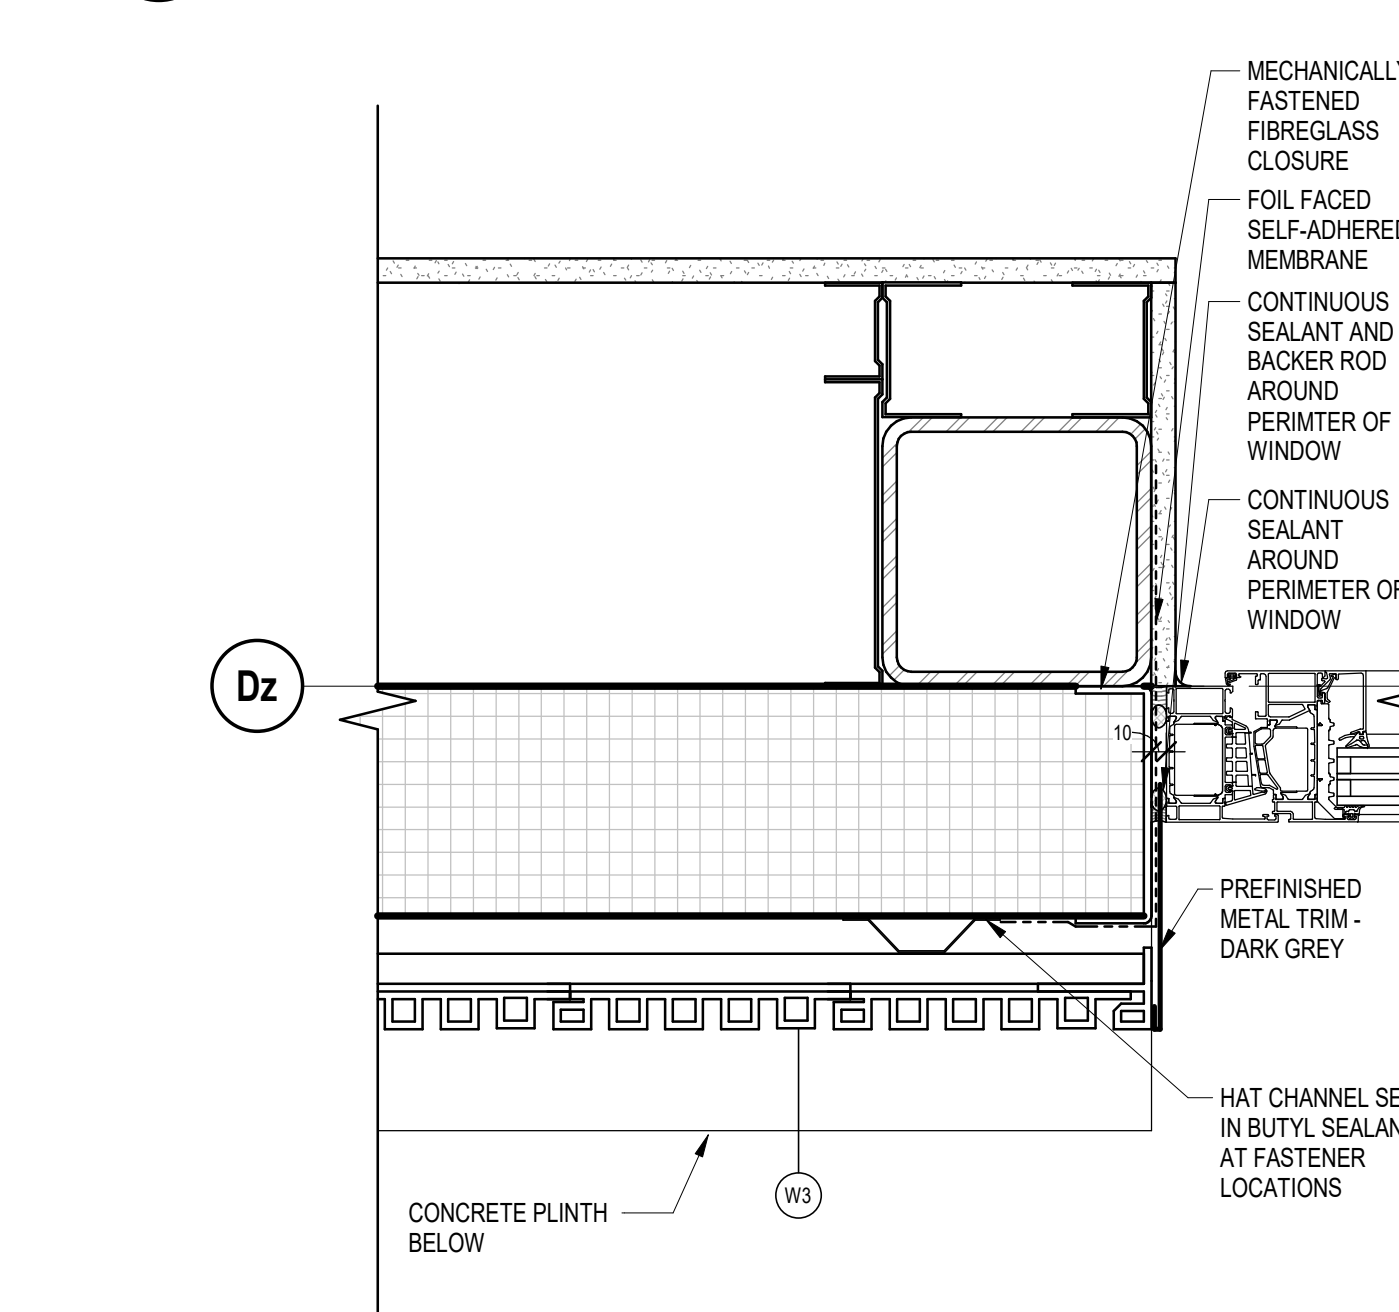 MECHANICALLY
FASTENED
FIBREGLASS
CLOSURE
FOIL FACED
SELF-ADHERED
MEMBRANE
CONTINUOUS
SEALANT AND
BACKER ROD
AROUND
PERIMTER OF
WINDOW
CONTINUOUS
SEALANT
AROUND
PERIMETER OF
WINDOW
Dz
10
PREFINISHED
METAL TRIM -
DARK GREY
HAT CHANNEL SE
IN BUTYL SEALAN
AT FASTENER
LOCATIONS
W3
CONCRETE PLINTH
BELOW